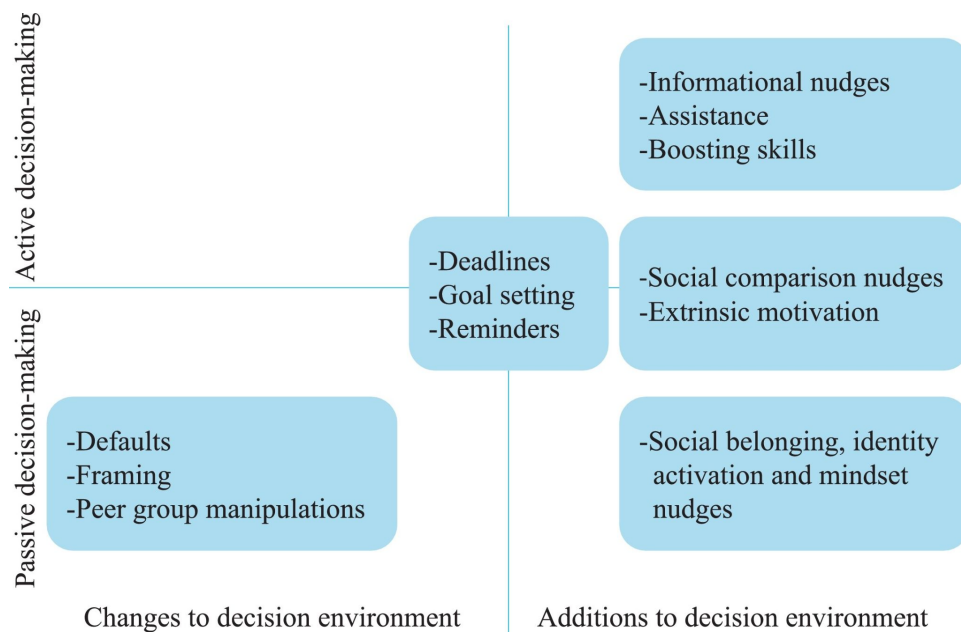 Active decision-making
-Informational nudges
-Assistance
-Boosting skills
-Deadlines
-Goal setting
-Reminders
-Social comparison nudges
-Extrinsic motivation
Passive decision-making
-Defaults
-Framing
-Peer group manipulations
-Social belonging, identity
activation and mindset
nudges
Changes to decision environment
Additions to decision environment